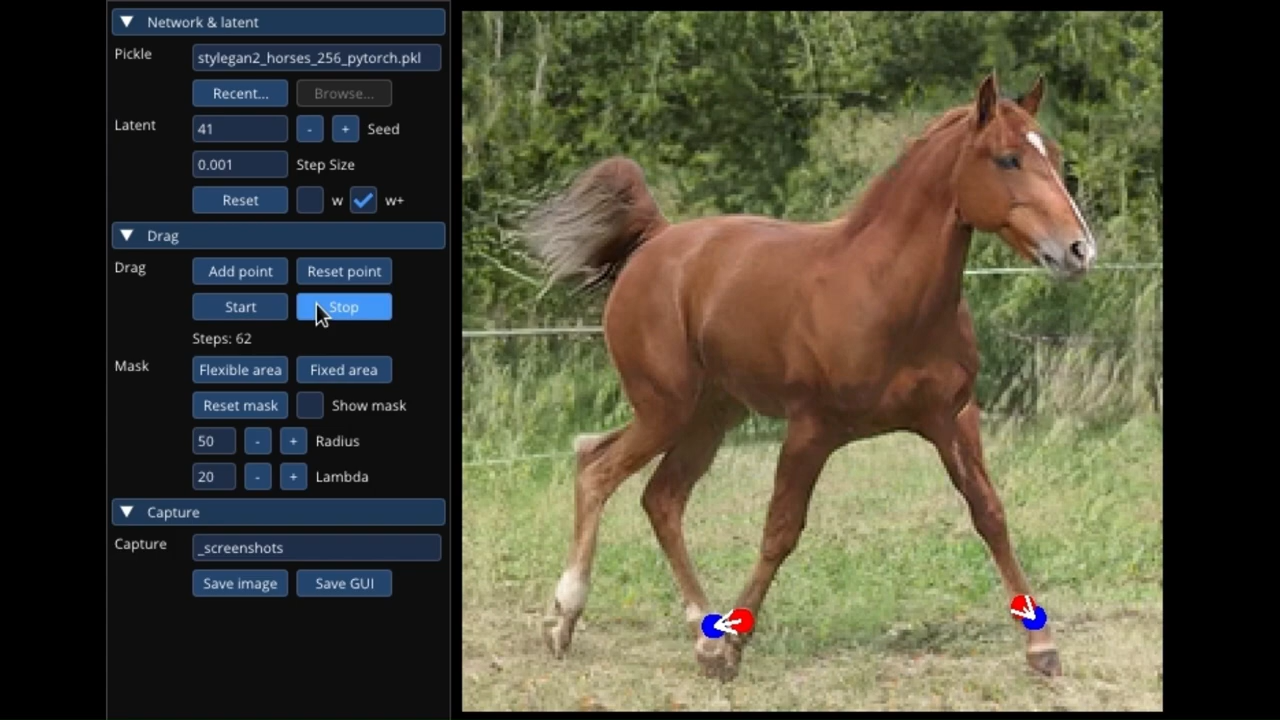 Network & latent
Pickle stylegan2_horses_256_pytorch.pkl
Recent... Browse...
Latent 41 - + Seed
0.001 Step Size
Reset w w+
Drag
Drag Add point Reset point
Start Stop
Steps: 62
Mask Flexible area Fixed area
Reset mask Show mask
50 - + Radius
20 - + Lambda
Capture
Capture _screenshots
Save image Save GUI